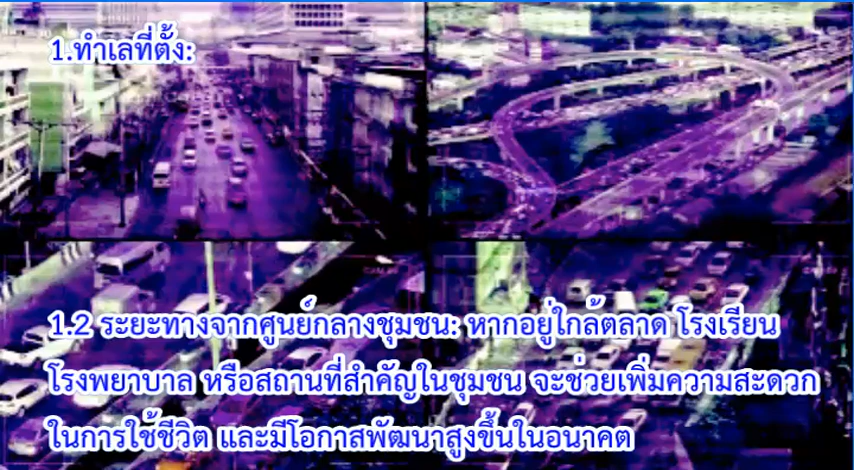 1.ทำเลที่ตั้ง:
1.2 ระยะทางจากศูนย์กลางชุมชน: หากอยู่ใกล้ตลาด โรงเรียน
โรงพยาบาล หรือสถานที่สำคัญในชุมชน จะช่วยเพิ่มความสะดวก
ในการใช้ชีวิต และมีโอกาสพัฒนาสูงขึ้นในอนาคต